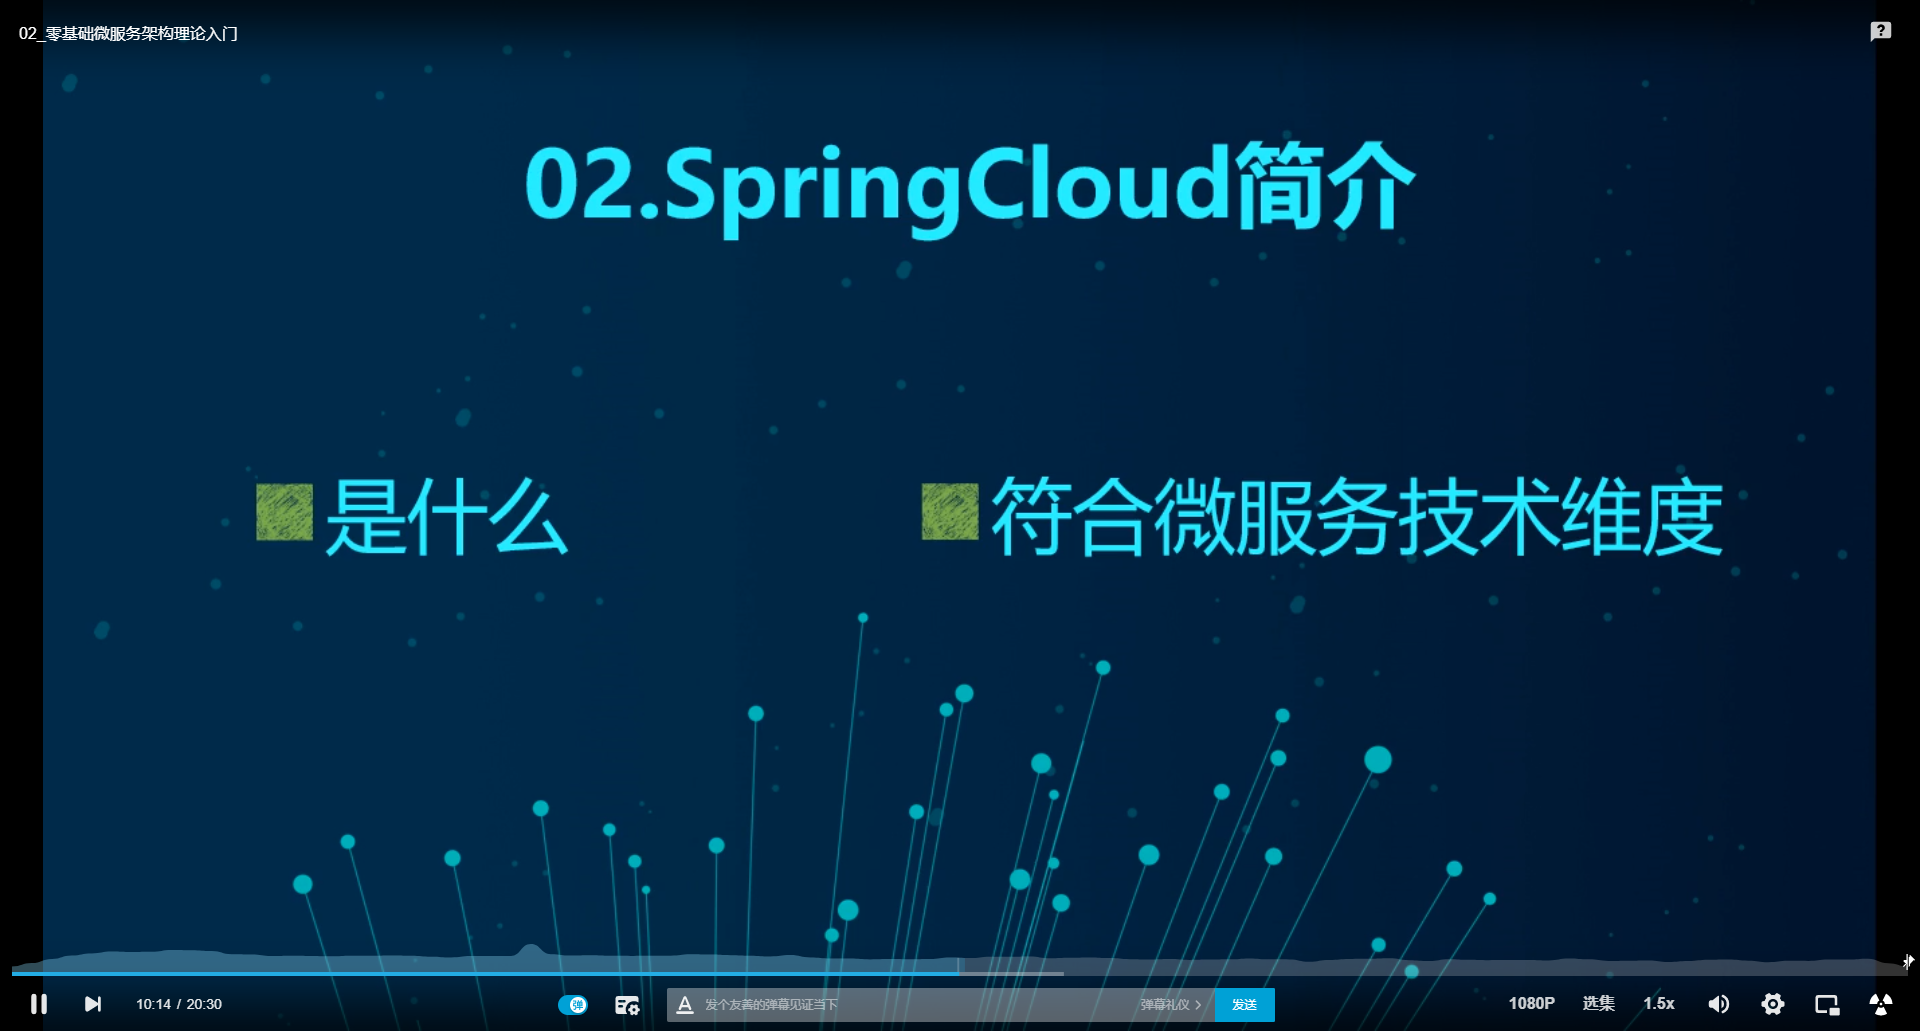 02_零基础微服务架构理论入门
02.SpringCloud简介
是什么
符合微服务技术维度
10:14 / 20:30
弹
发个友善的弹幕见证当下
弹幕礼仪 >
发送
1080P
选集
1.5x